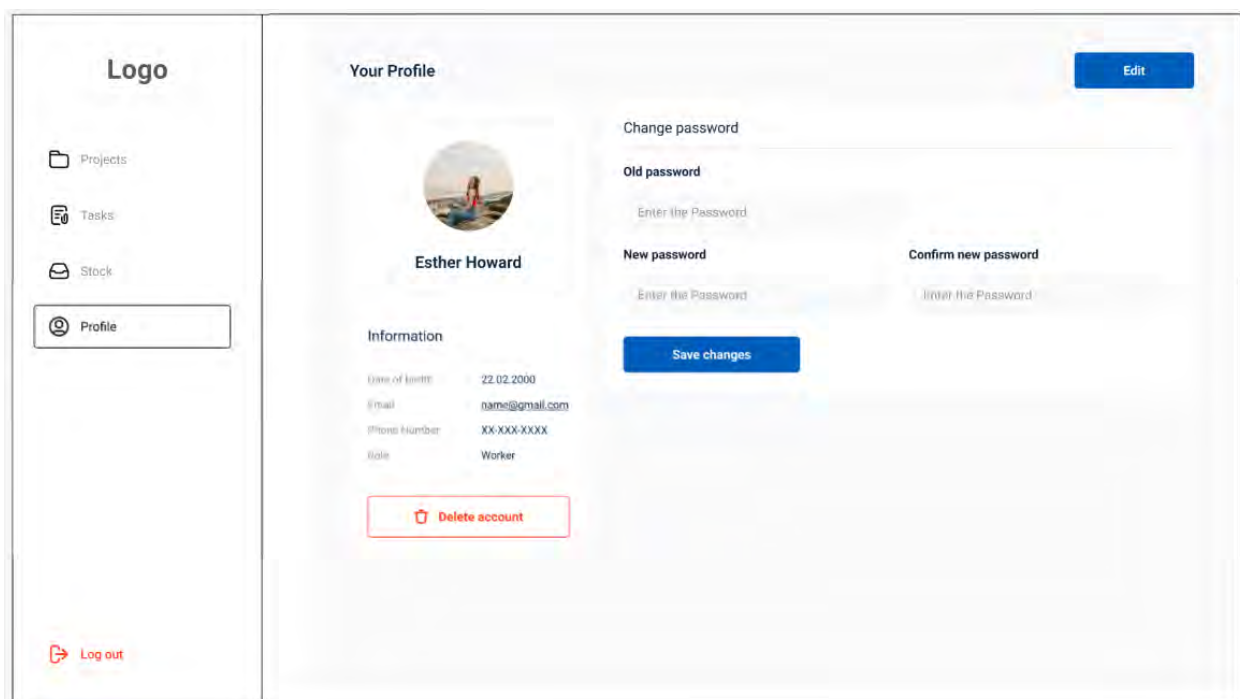 Logo
Projects
Tasks
Stock
Profile
Log out
Your Profile
Edit
Esther Howard
Information
Date of birth
22.02.2000
Email
name@gmail.com
Phone Number
XX-XXX-XXXX
Role
Worker
Delete account
Change password
Old password
Enter the Password
New password
Confirm new password
Enter the Password
Enter the Password
Save changes